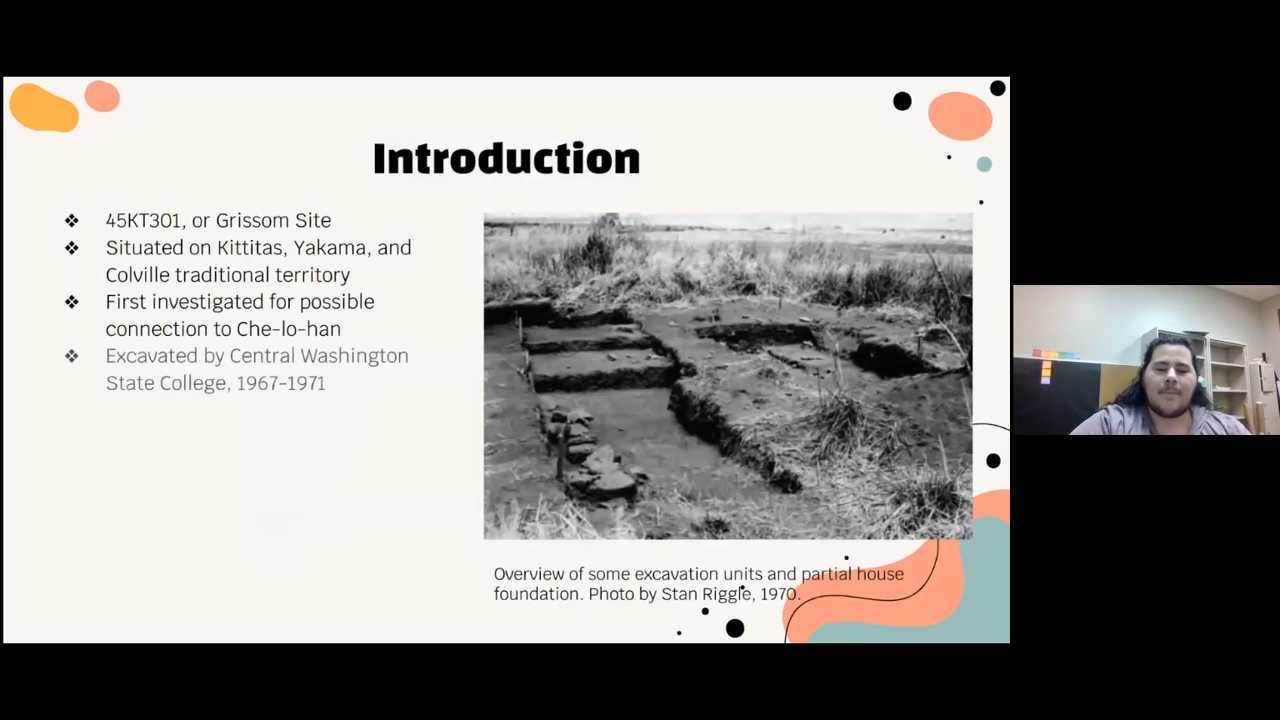 Introduction
❖ 45KT301, or Grissom Site
❖ Situated on Kittitas, Yakama, and
Colville traditional territory
❖ First investigated for possible
connection to Che-lo-han
❖ Excavated by Central Washington
State College, 1967-1971
Overview of some excavation units and partial house
foundation. Photo by Stan Riggle, 1970.